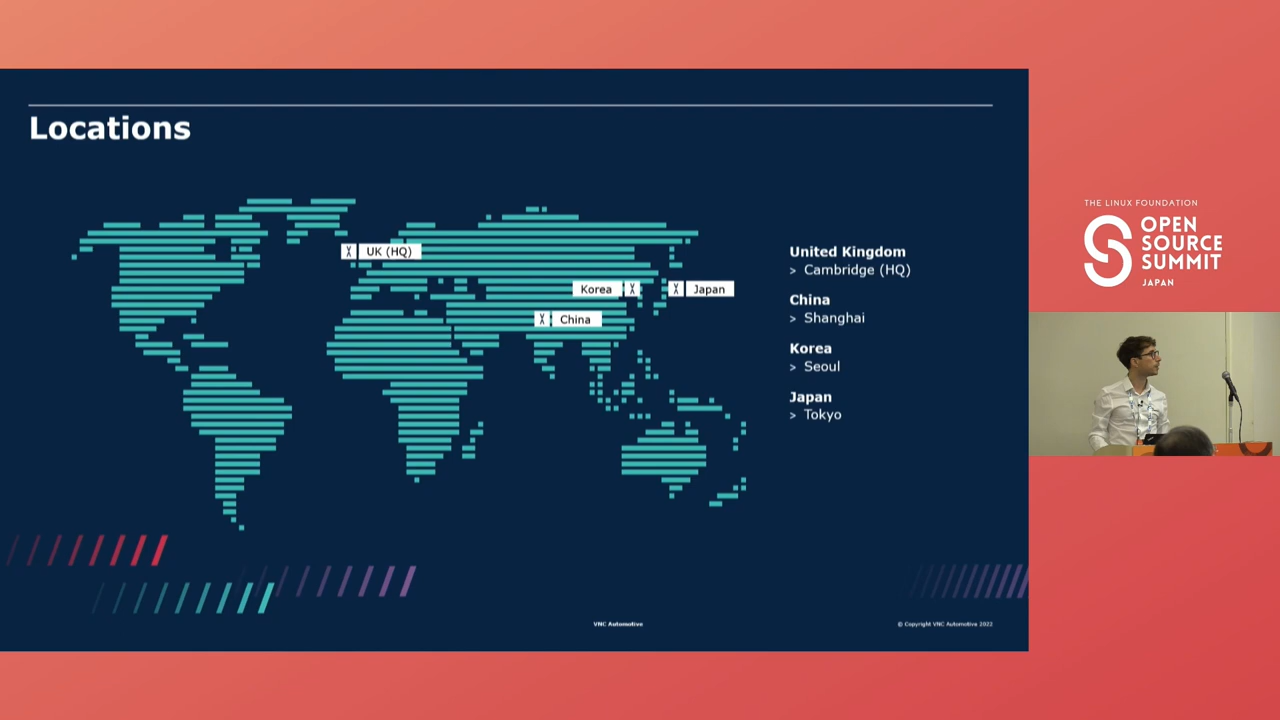 Locations
UK (HQ)
Korea
Japan
China
United Kingdom
> Cambridge (HQ)
China
> Shanghai
Korea
> Seoul
Japan
> Tokyo
VNC Automotive
© Copyright VNC Automotive 2022
THE LINUX FOUNDATION
OPEN
SOURCE
SUMMIT
JAPAN